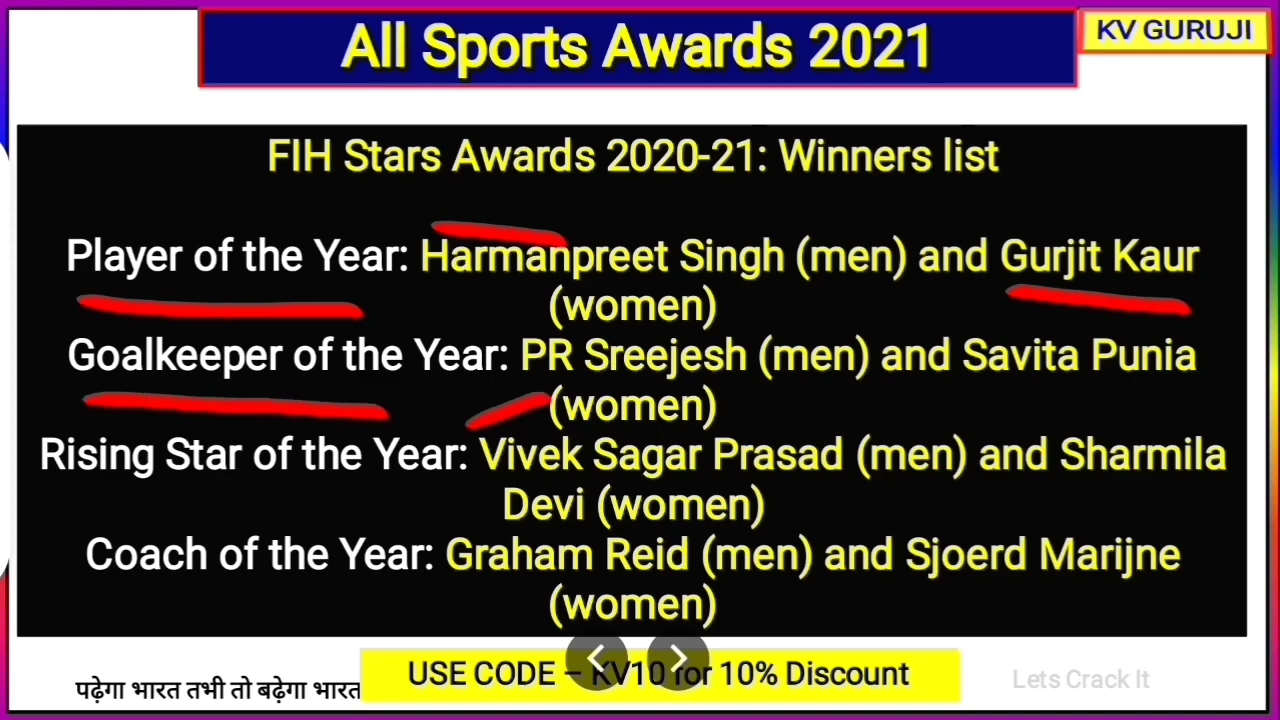 All Sports Awards 2021
KV GURUJI
FIH Stars Awards 2020-21: Winners list
Player of the Year: Harmanpreet Singh (men) and Gurjit Kaur
(women)
Goalkeeper of the Year: PR Sreejesh (men) and Savita Punia
(women)
Rising Star of the Year: Vivek Sagar Prasad (men) and Sharmila
Devi (women)
Coach of the Year: Graham Reid (men) and Sjoerd Marijne
(women)
USE CODE – KV10 for 10% Discount
पढ़ेगा भारत तभी तो बढ़ेगा भारत
Lets Crack It